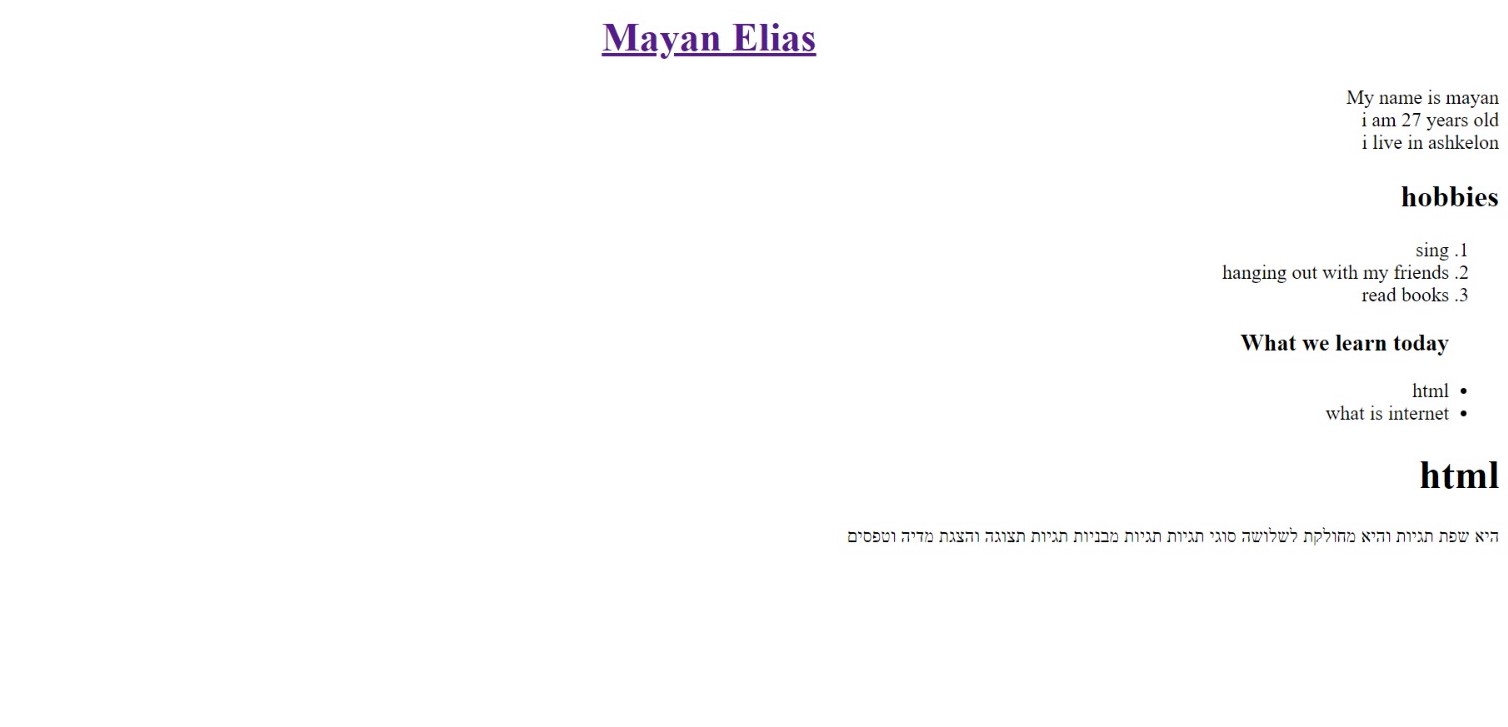 Mayan Elias
My name is mayan
i am 27 years old
i live in ashkelon
hobbies
1. sing
2. hanging out with my friends
3. read books
What we learn today
• html
• what is internet
html
היא שפת תגיות והיא מחולקת לשלושה סוגי תגיות תגיות מבניות תגיות תצוגה והצגת מדיה וטפסים